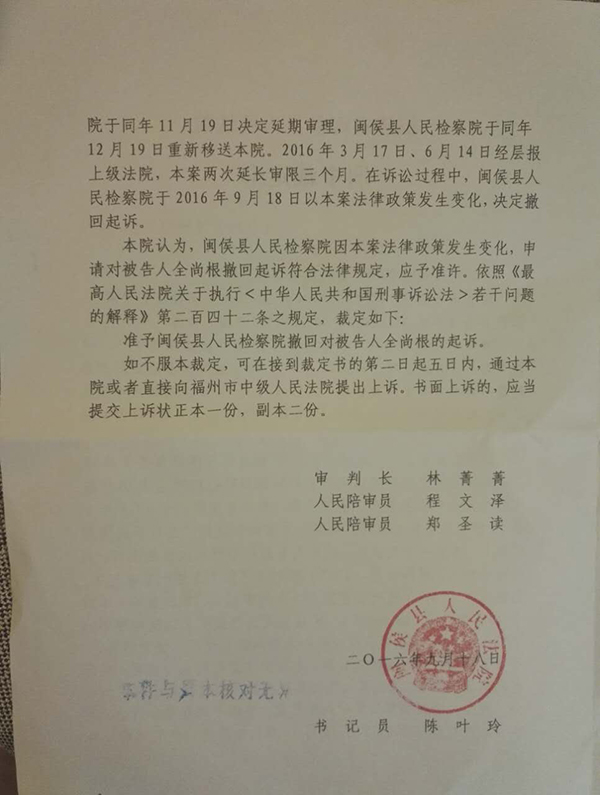 院于同年11月19日决定延期审理，闽侯县人民检察院于同年
12月19日重新移送本院。2016年3月17日、6月14日经层报
上级法院，本案两次延长审限三个月。在诉讼过程中，闽侯县人
民检察院于2016年9月18日以本案法律政策发生变化，决定撤
回起诉。
本院认为，闽侯县人民检察院因本案法律政策发生变化，申
请对被告人全尚根撤回起诉符合法律规定，应予准许。依照《最
高人民法院关于执行＜中华人民共和国刑事诉讼法＞若干问题
的解释》第二百四十二条之规定，裁定如下：
准予闽侯县人民检察院撤回对被告人全尚根的起诉。
如不服本裁定，可在接到裁定书的第二日起五日内，通过本
院或者直接向福州市中级人民法院提出上诉。书面上诉的，应当
提交上诉状正本一份，副本二份。
审判长 林菁菁
人民陪审员 程文泽
人民陪审员 郑圣读
闽侯县人民法院
二〇一六年九月十八日
本核对无
书记员 陈叶玲